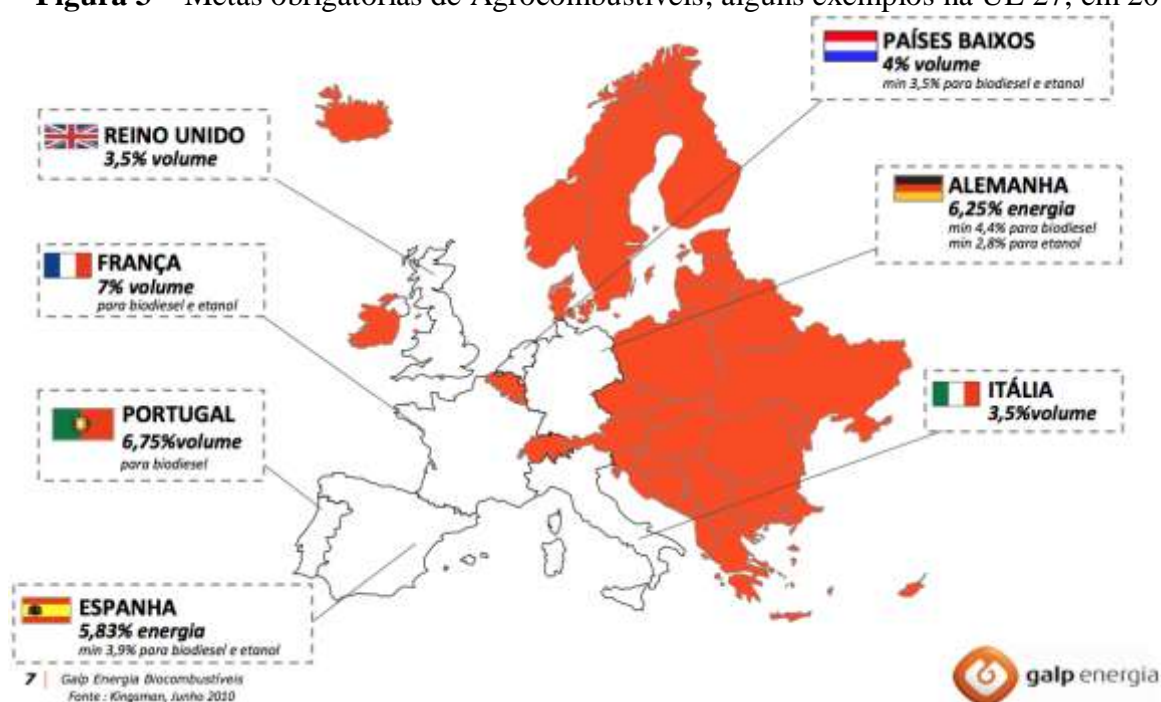 Metas obrigatórias de Agrocombustíveis, alguns exemplos na UE 27, em 20
PAÍSES BAIXOS
4% volume
min 3,5% para biodiesel e etanol
REINO UNIDO
3,5% volume
ALEMANHA
6,25% energia
min 4,4% para biodiesel
min 2,8% para etanol
FRANÇA
7% volume
para biodiesel e etanol
ITÁLIA
3,5%volume
PORTUGAL
6,75%volume
para biodiesel
ESPANHA
5,83% energia
min 3,9% para biodiesel e etanol
7 | Galp Energia Biocombustíveis
Fonte : Kingsman, Junho 2010
galp energia